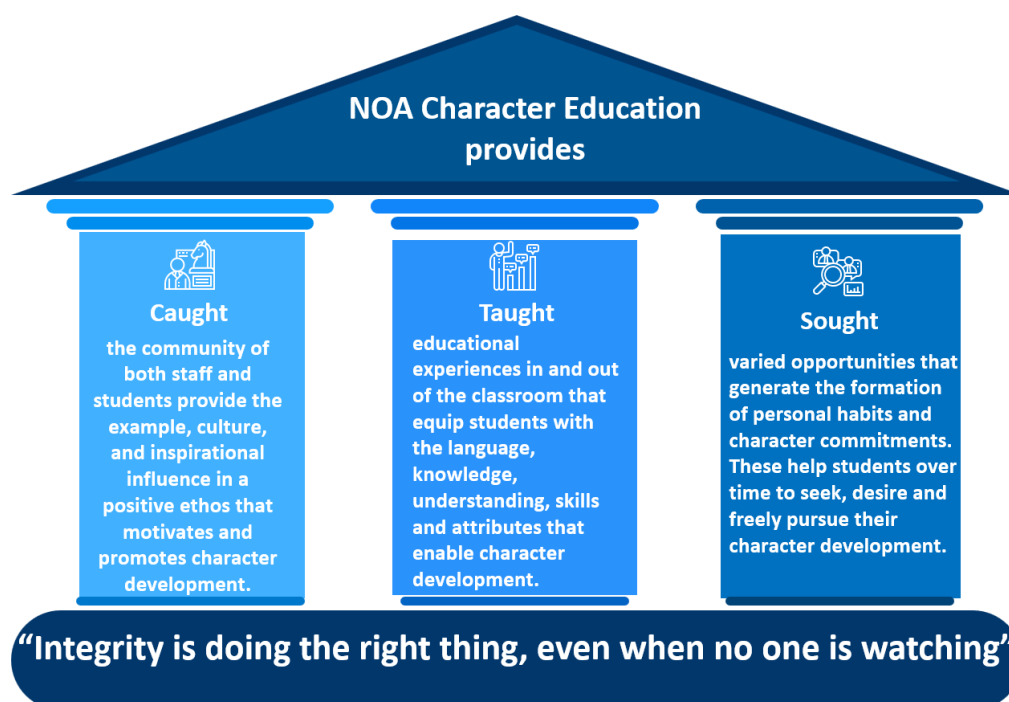 NOA Character Education
provides
Caught
the community of
both staff and
students provide the
example, culture,
and inspirational
influence in a
positive ethos that
motivates and
promotes character
development.
Taught
educational
experiences in and out
of the classroom that
equip students with
the language,
knowledge,
understanding, skills
and attributes that
enable character
development.
Sought
varied opportunities that
generate the formation
of personal habits and
character commitments.
These help students over
time to seek, desire and
freely pursue their
character development.
“Integrity is doing the right thing, even when no one is watching”